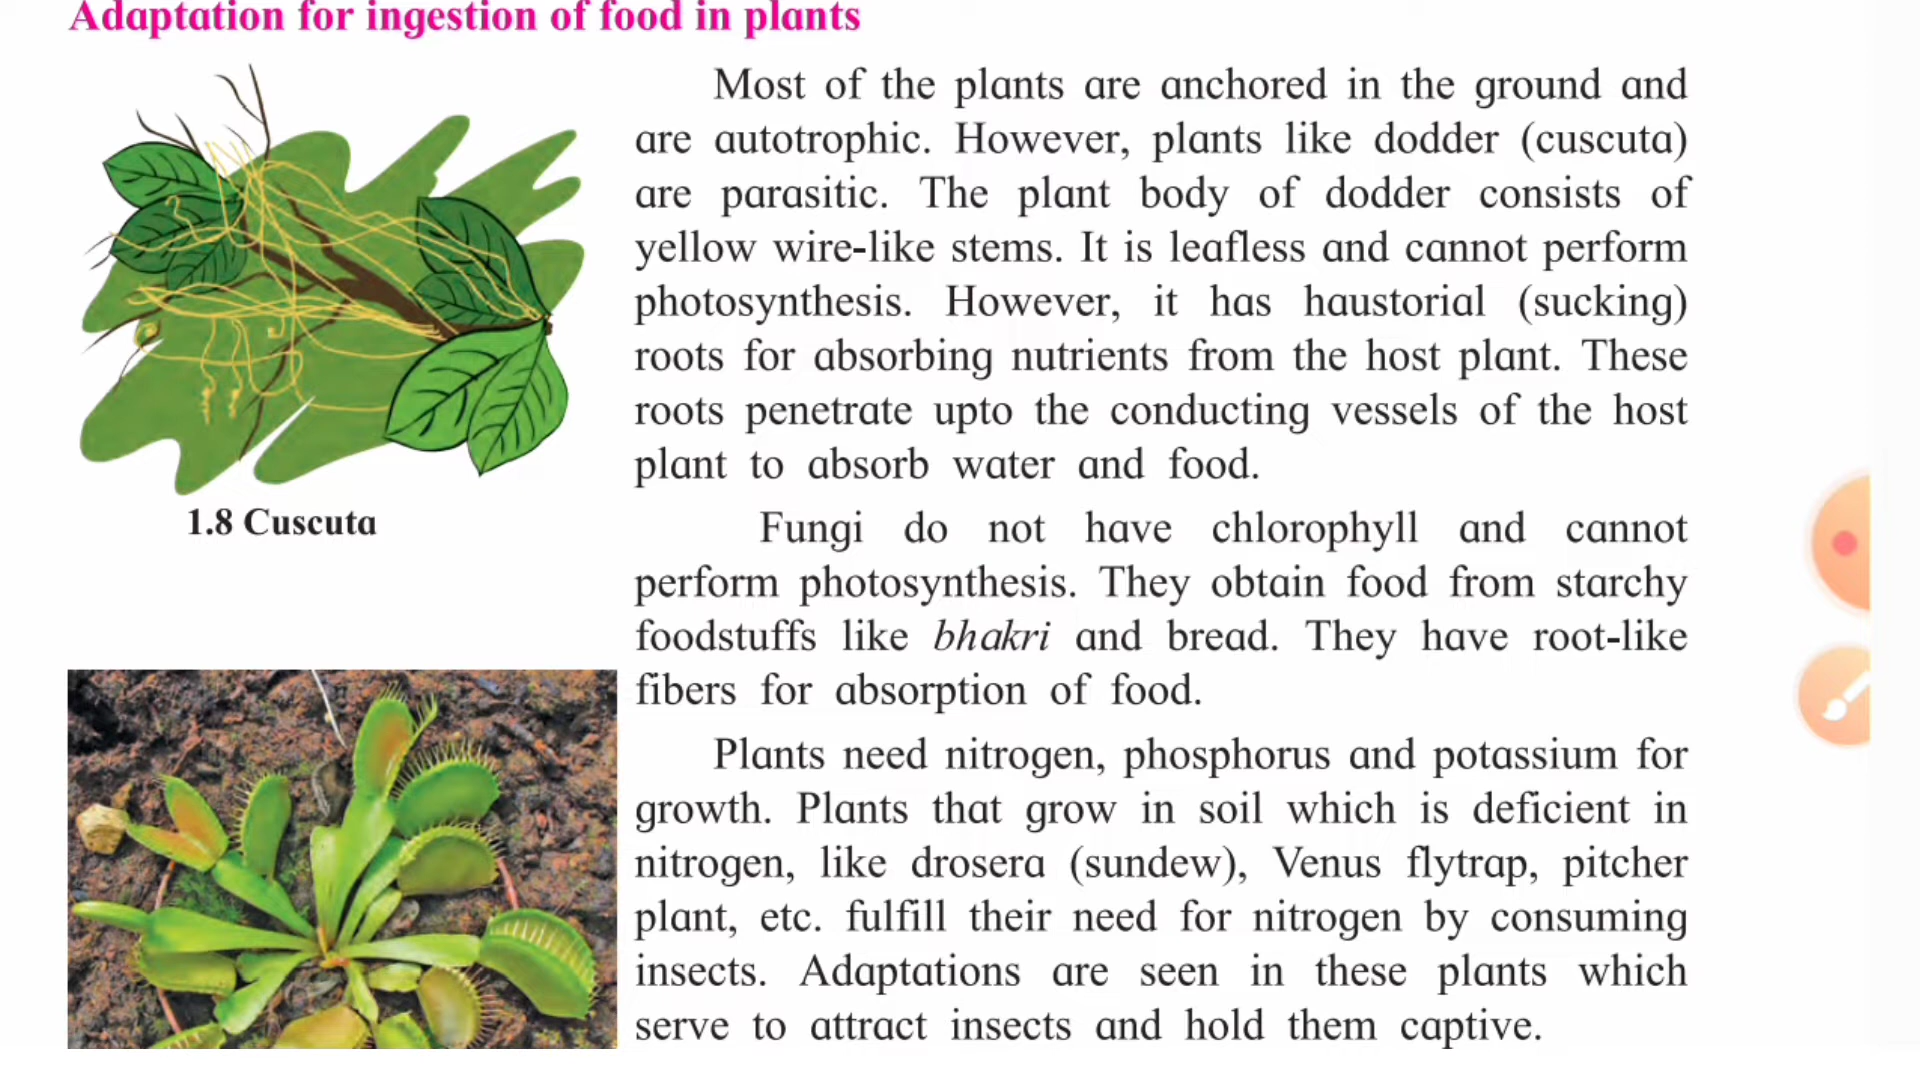 Adaptation for ingestion of food in plants
Most of the plants are anchored in the ground and
are autotrophic. However, plants like dodder (cuscuta)
are parasitic. The plant body of dodder consists of
yellow wire-like stems. It is leafless and cannot perform
photosynthesis. However, it has haustorial (sucking)
roots for absorbing nutrients from the host plant. These
roots penetrate upto the conducting vessels of the host
plant to absorb water and food.
1.8 Cuscuta
Fungi do not have chlorophyll and cannot
perform photosynthesis. They obtain food from starchy
foodstuffs like bhakri and bread. They have root-like
fibers for absorption of food.
Plants need nitrogen, phosphorus and potassium for
growth. Plants that grow in soil which is deficient in
nitrogen, like drosera (sundew), Venus flytrap, pitcher
plant, etc. fulfill their need for nitrogen by consuming
insects. Adaptations are seen in these plants which
serve to attract insects and hold them captive.